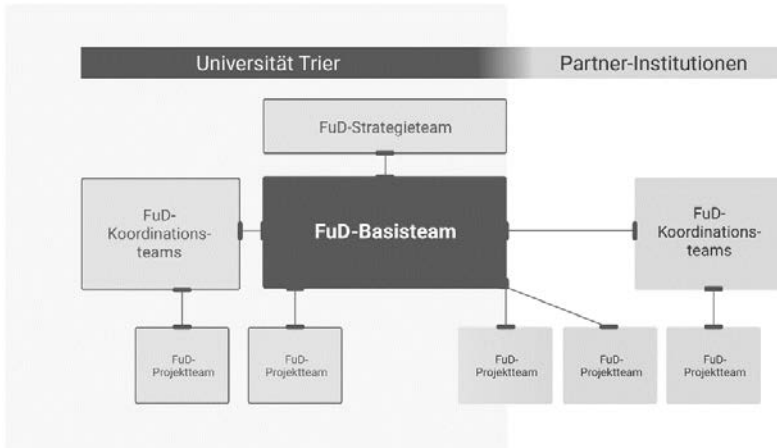 Universität Trier
Partner-Institutionen
FuD-Strategieteam
FuD-
Koordinations-
teams
FuD-Basisteam
FuD-
Koordinations-
teams
FuD-
Projektteam
FuD-
Projektteam
FuD-
Projektteam
FuD-
Projektteam
FuD-
Projektteam